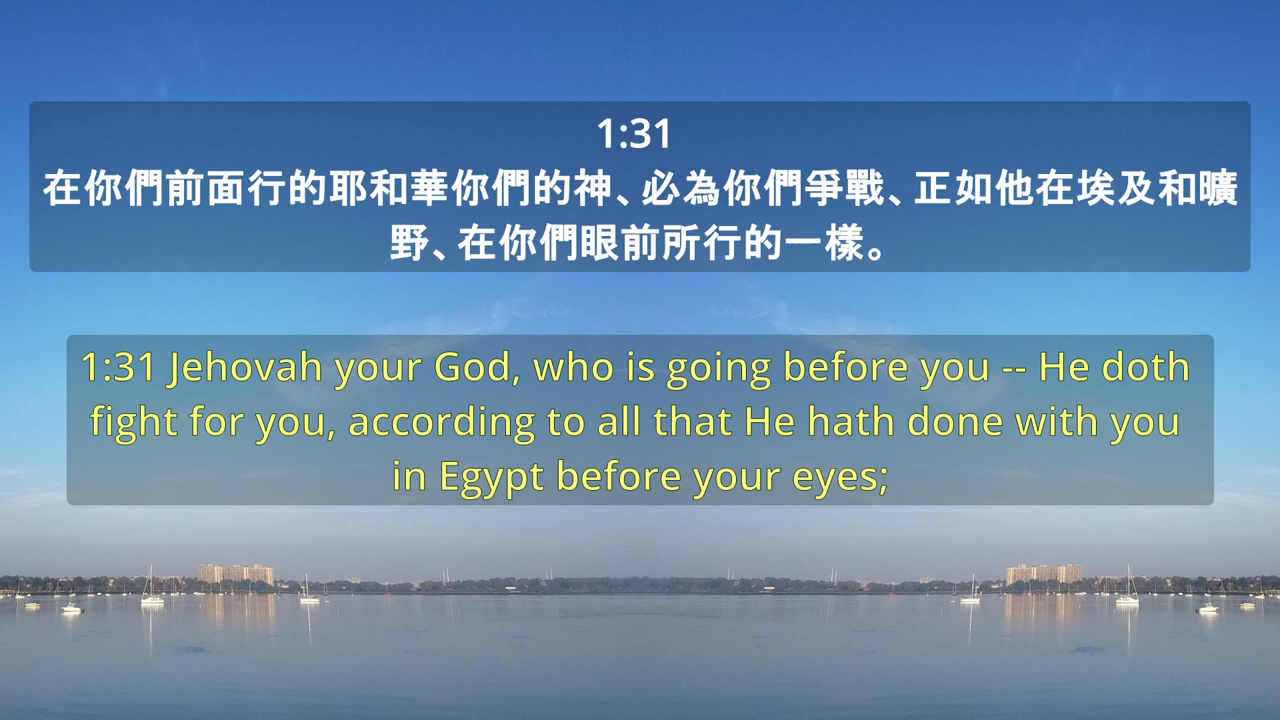 1:31
在你們前面行的耶和華你們的神、必為你們爭戰、正如他在埃及和曠
野、在你們眼前所行的一樣。
1:31 Jehovah your God, who is going before you -- He doth
fight for you, according to all that He hath done with you
in Egypt before your eyes;